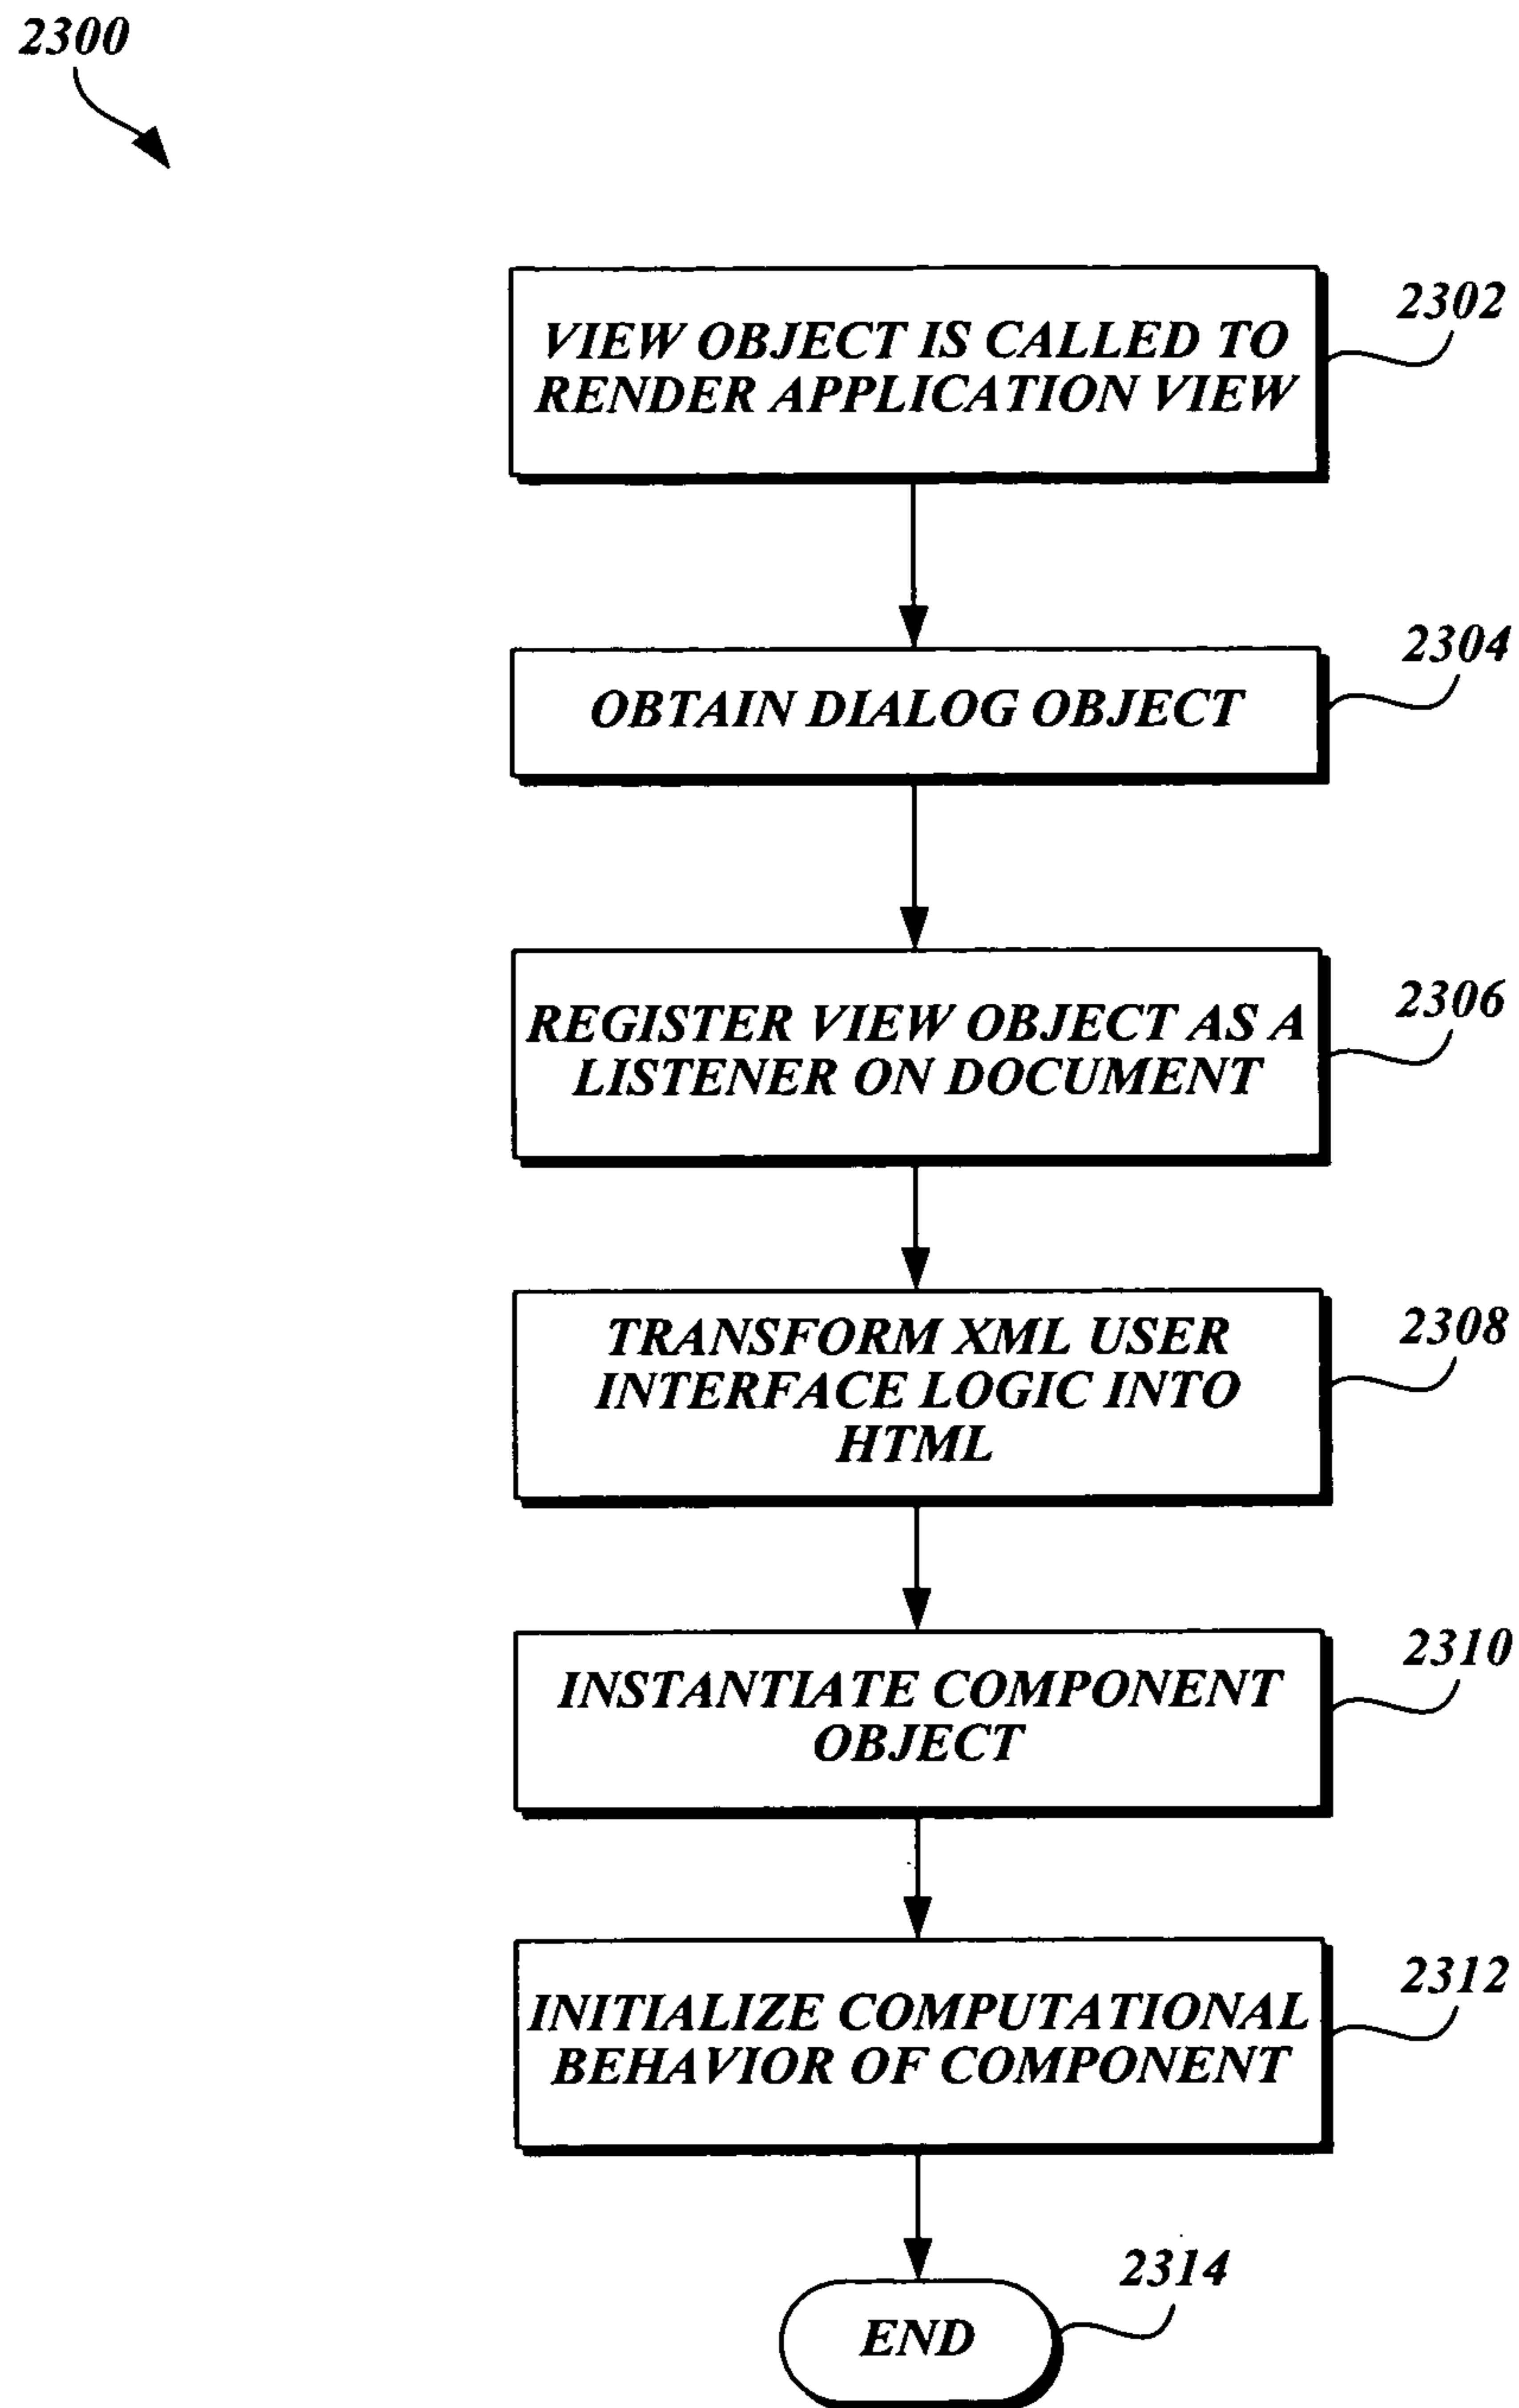 2300
VIEW OBJECT IS CALLED TO
RENDER APPLICATION VIEW
2302
OBTAIN DIALOG OBJECT
2304
REGISTER VIEW OBJECT AS A
LISTENER ON DOCUMENT
2306
TRANSFORM XML USER
INTERFACE LOGIC INTO
HTML
2308
INSTANTIATE COMPONENT
OBJECT
2310
INITIALIZE COMPUTATIONAL
BEHAVIOR OF COMPONENT
2312
END
2314